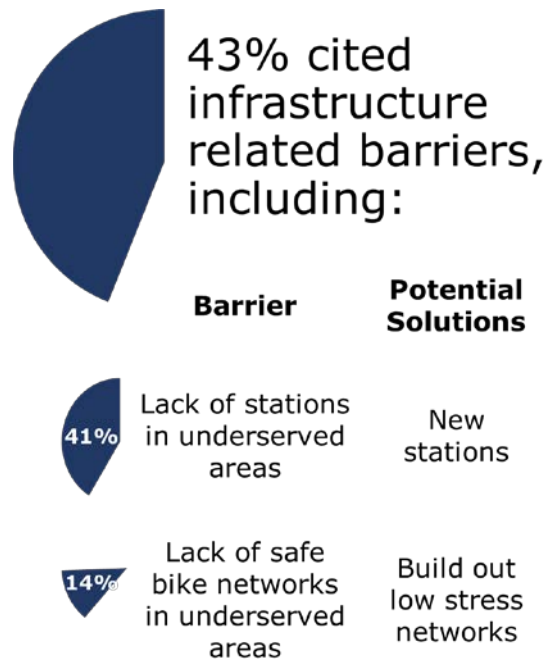 43% cited
infrastructure
related barriers,
including:
Barrier
Potential
Solutions
41%
Lack of stations
in underserved
areas
New
stations
14%
Lack of safe
bike networks
in underserved
areas
Build out
low stress
networks